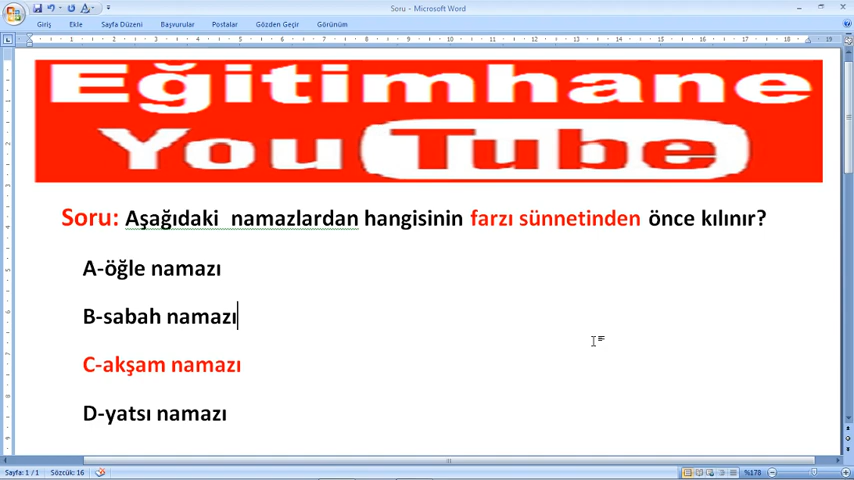 Soru - Microsoft Word
Giriş Ekle Sayfa Düzeni Başvurular Postalar Gözden Geçir Görünüm
Eğitimhane
YouTube
Soru: Aşağıdaki namazlardan hangisinin farzı sünnetinden önce kılınır?
A-öğle namazı
B-sabah namazı
C-akşam namazı
D-yatsı namazı
Sayfa: 1 / 1 Sözcük: 16 %178